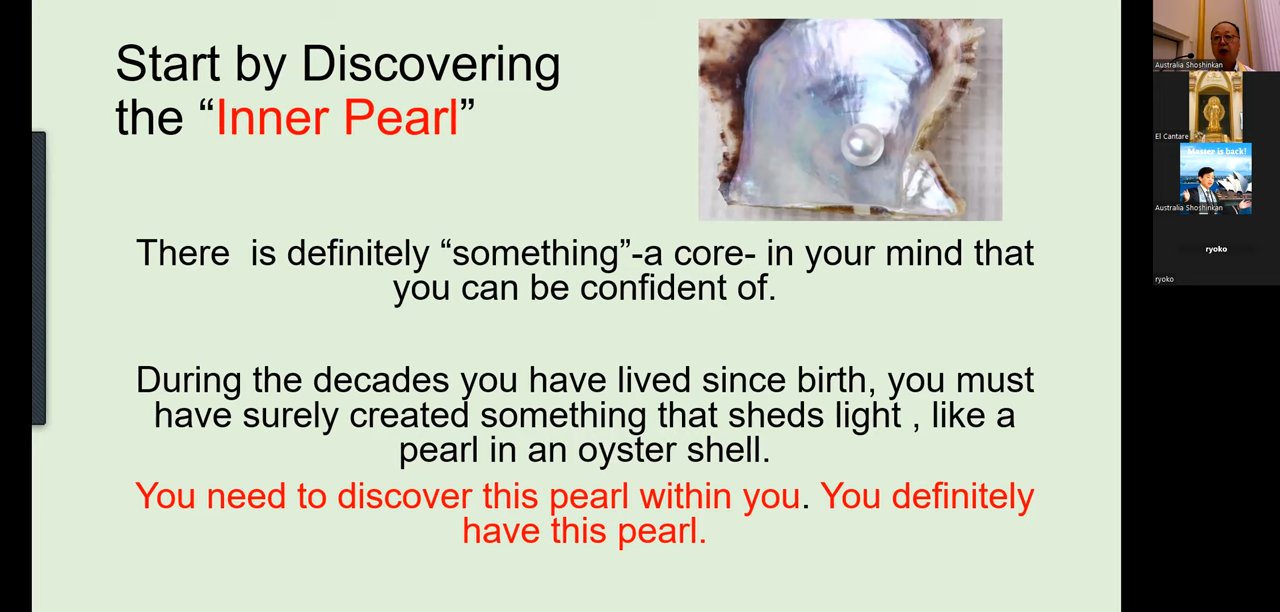 Start by Discovering
the “Inner Pearl”
There  is definitely “something”-a core- in your mind that
you can be confident of.
During the decades you have lived since birth, you must
have surely created something that sheds light , like a
pearl in an oyster shell.
You need to discover this pearl within you. You definitely
have this pearl.
Australia Shoshinkan
El Cantare
Master is back!
Australia Shoshinkan
ryoko
ryoko